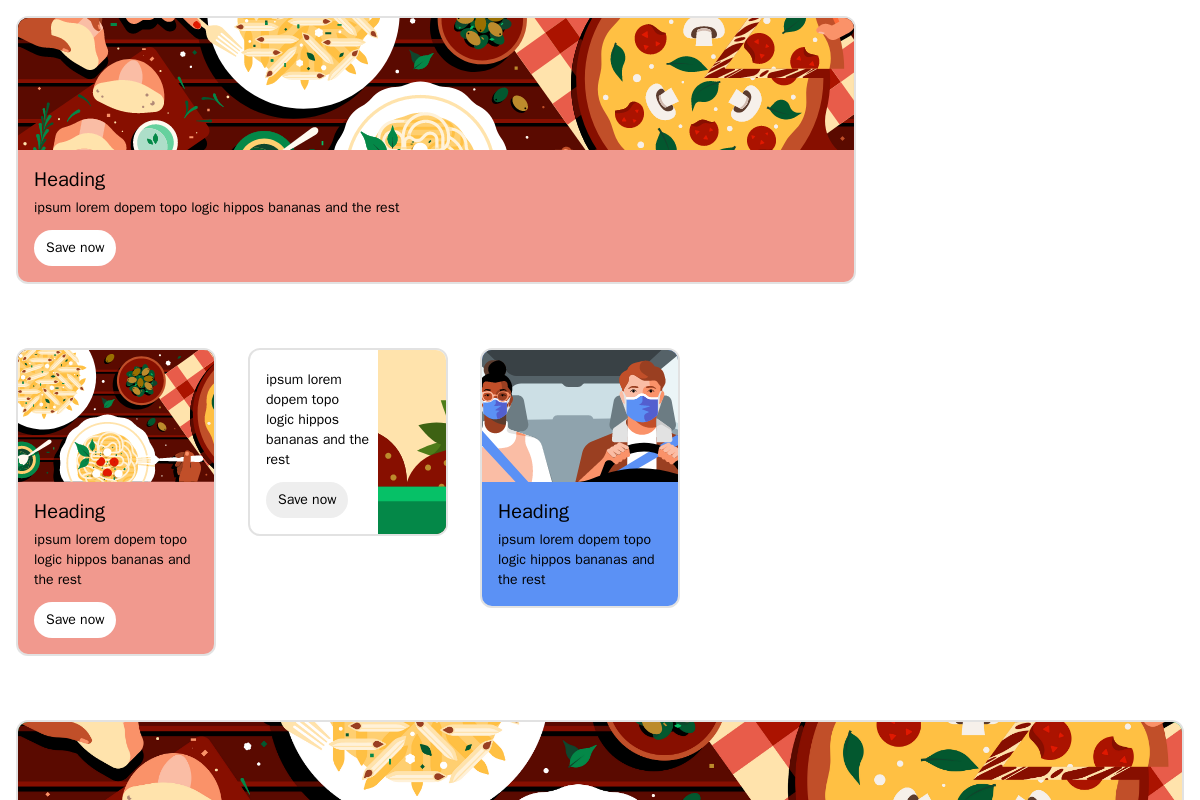 Heading
ipsum lorem dopem topo logic hippos bananas and the rest
Save now
Heading
ipsum lorem dopem topo
logic hippos bananas and
the rest
Save now
ipsum lorem
dopem topo
logic hippos
bananas and the
rest
Save now
Heading
ipsum lorem dopem topo
logic hippos bananas and
the rest